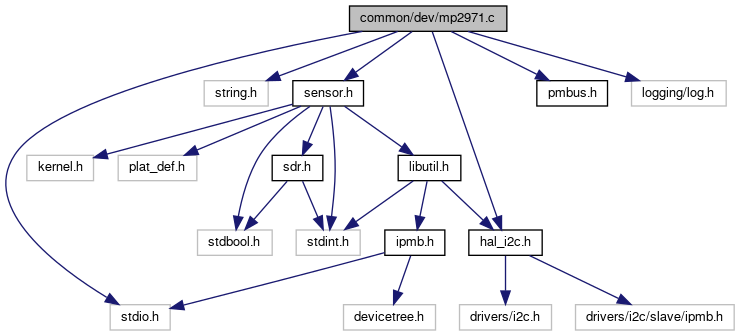 common/dev/mp2971.c
string.h
sensor.h
pmbus.h
logging/log.h
kernel.h
plat_def.h
sdr.h
libutil.h
stdbool.h
stdint.h
ipmb.h
hal_i2c.h
stdio.h
devicetree.h
drivers/i2c.h
drivers/i2c/slave/ipmb.h